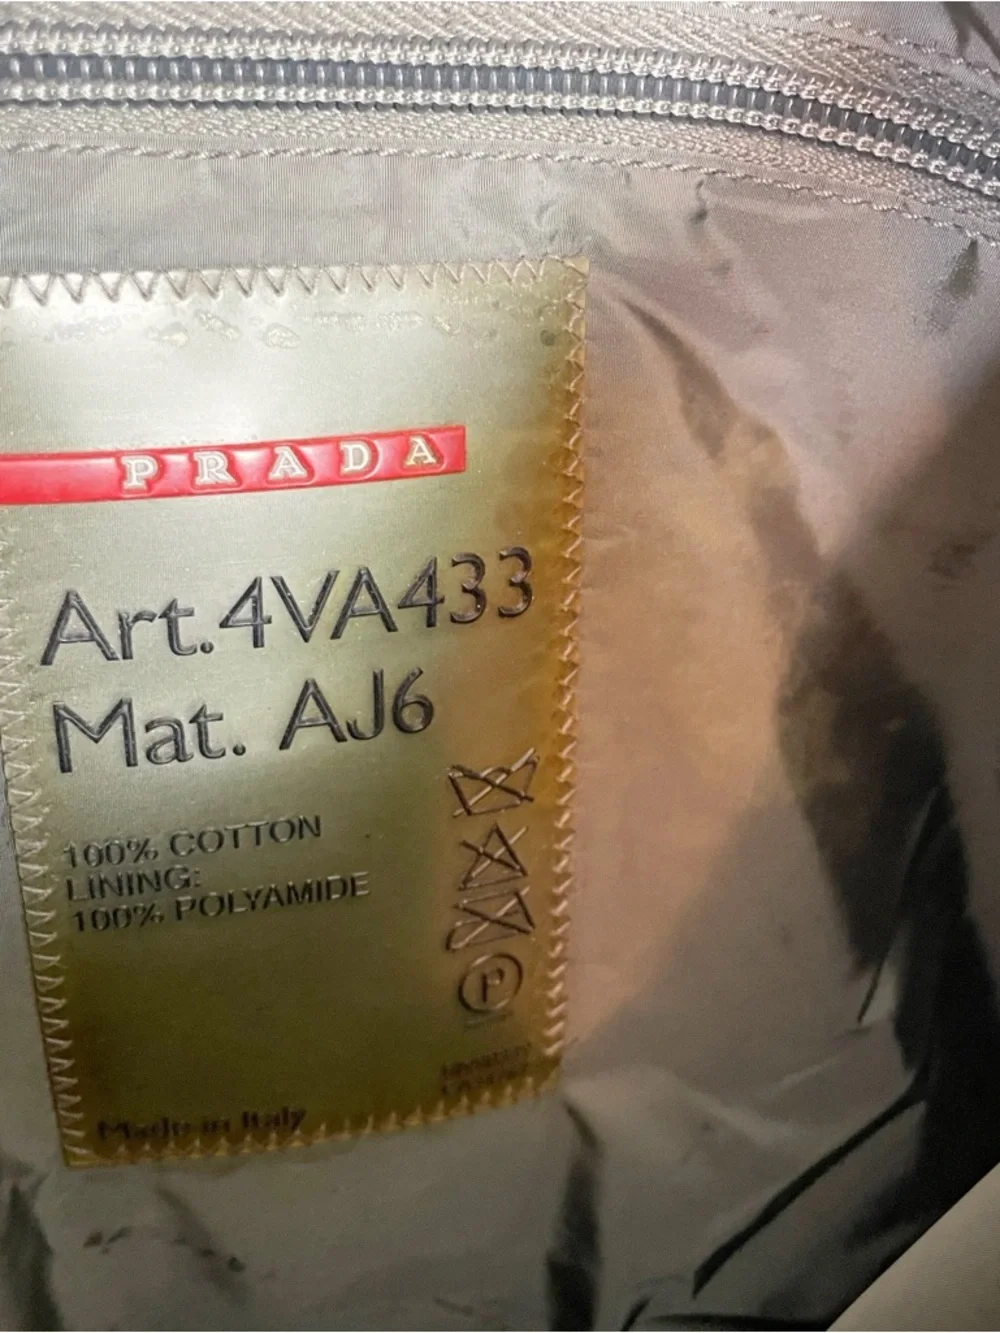 PRADA
Art.4VA433
Mat. AJ6
100% COTTON
LINING:
100% POLYAMIDE
P
Made in Italy